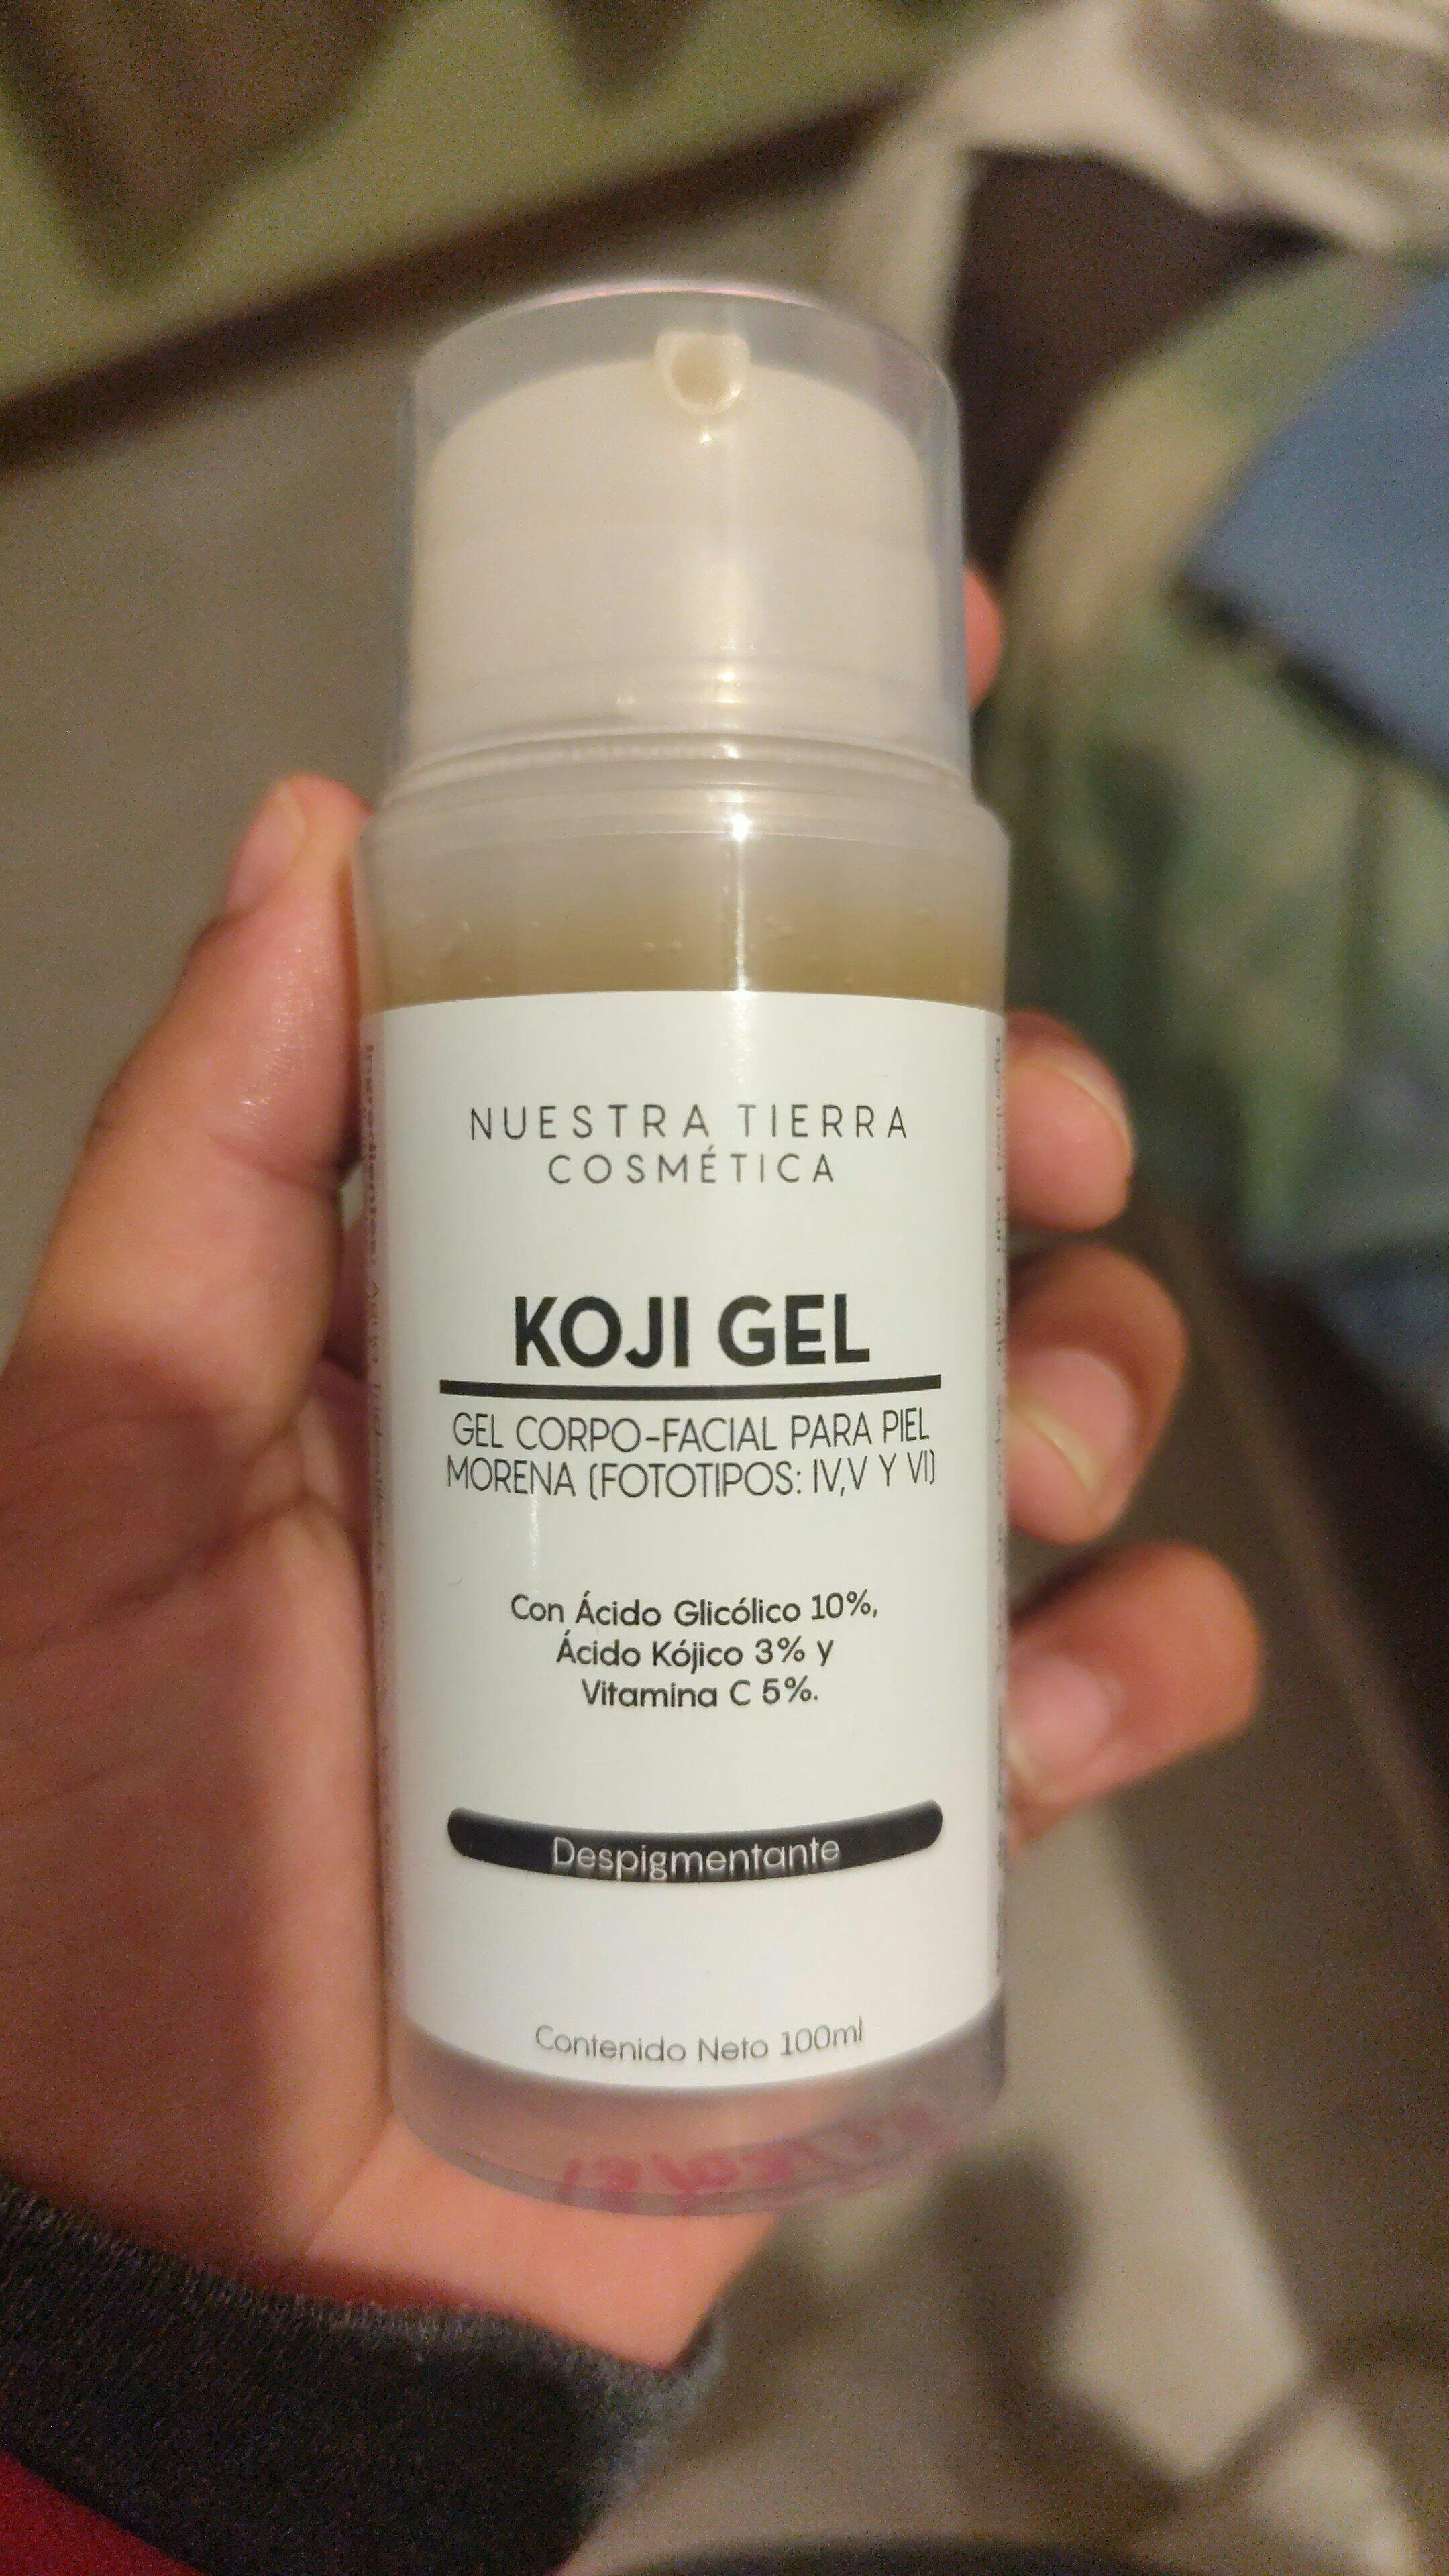 NUESTRA TIERRA
COSMÉTICA
KOJI GEL
GEL CORPO-FACIAL PARA PIEL
MORENA (FOTOTIPOS: IV,V Y VI)
Con Ácido Glicólico 10%,
Ácido Kójico 3% y
Vitamina C 5%.
Despigmentante
Contenido Neto 100ml